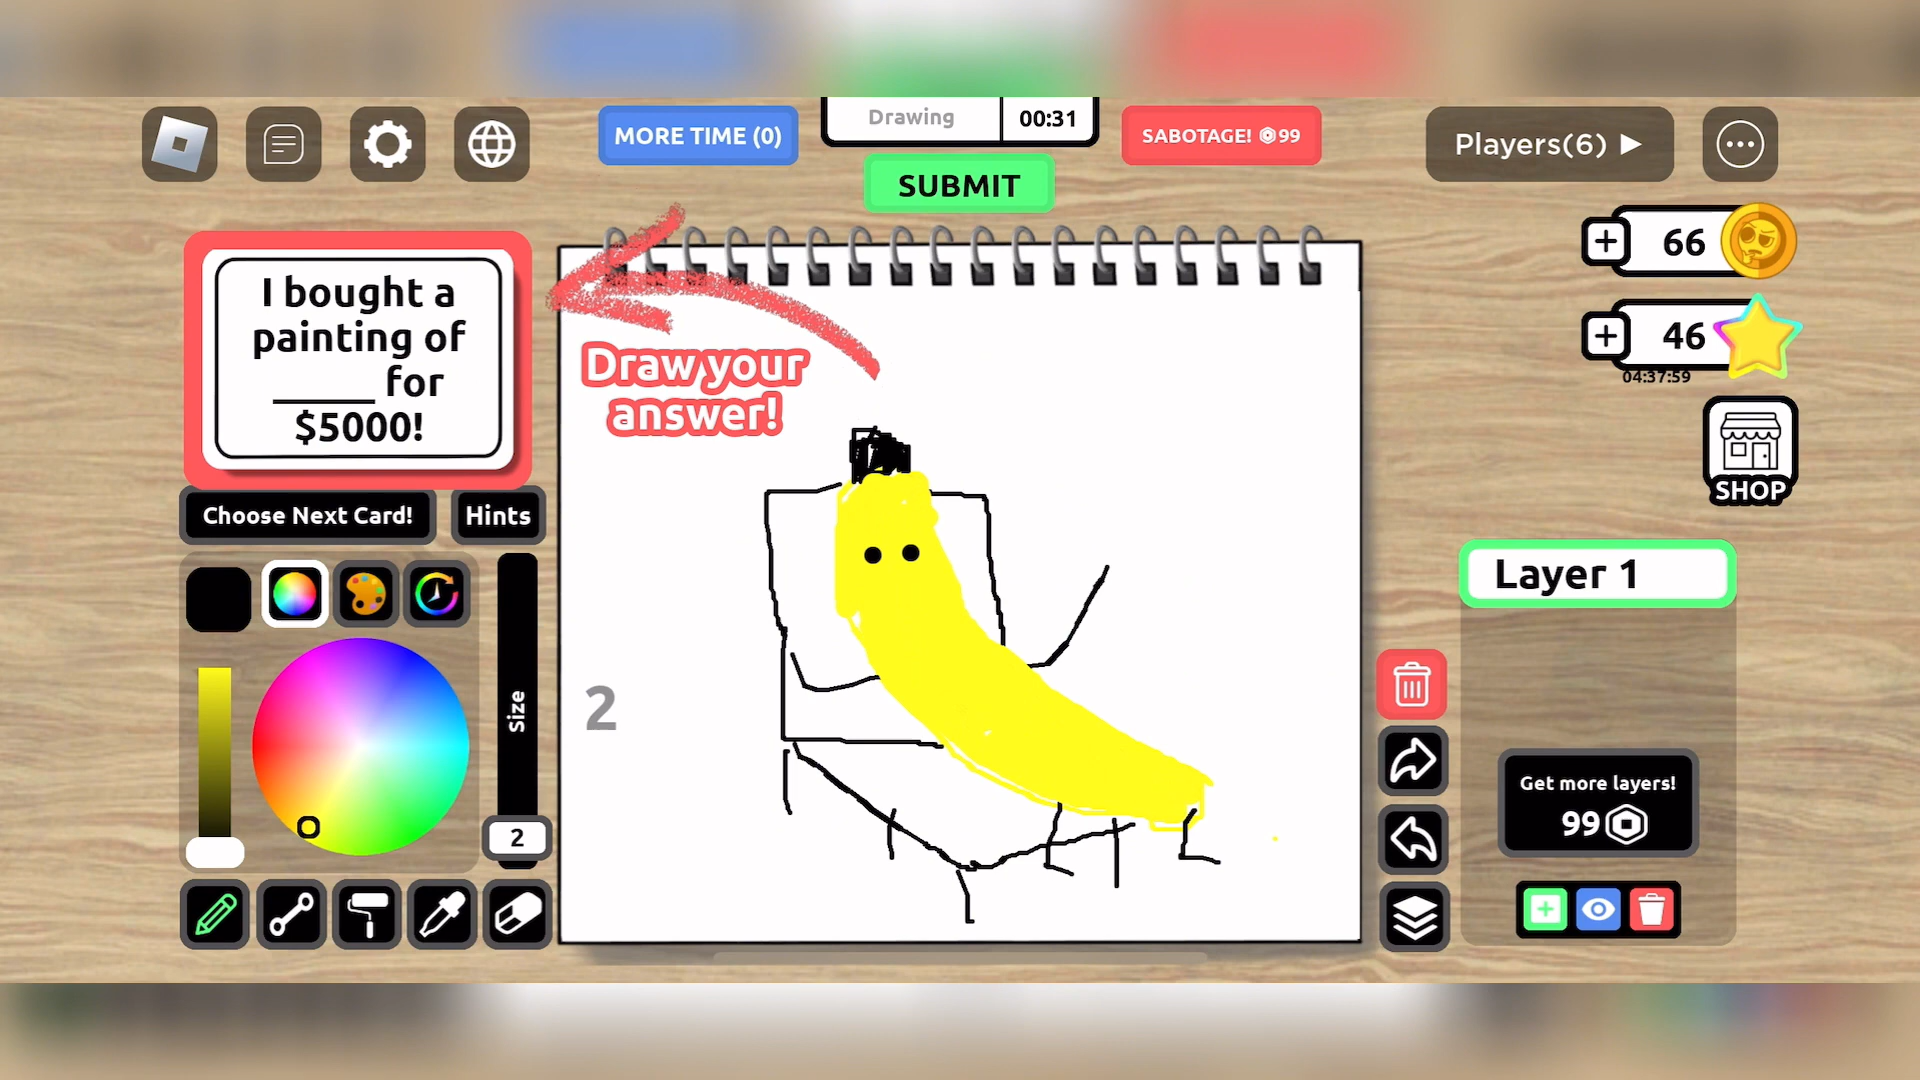 MORE TIME (0)
Drawing
00:31
SABOTAGE! 99
Players(6)
SUBMIT
I bought a
painting of
_____ for
$5000!
Draw your
answer!
66
46
04:37:59
SHOP
Choose Next Card!
Hints
Layer 1
Size
2
2
Get more layers!
99